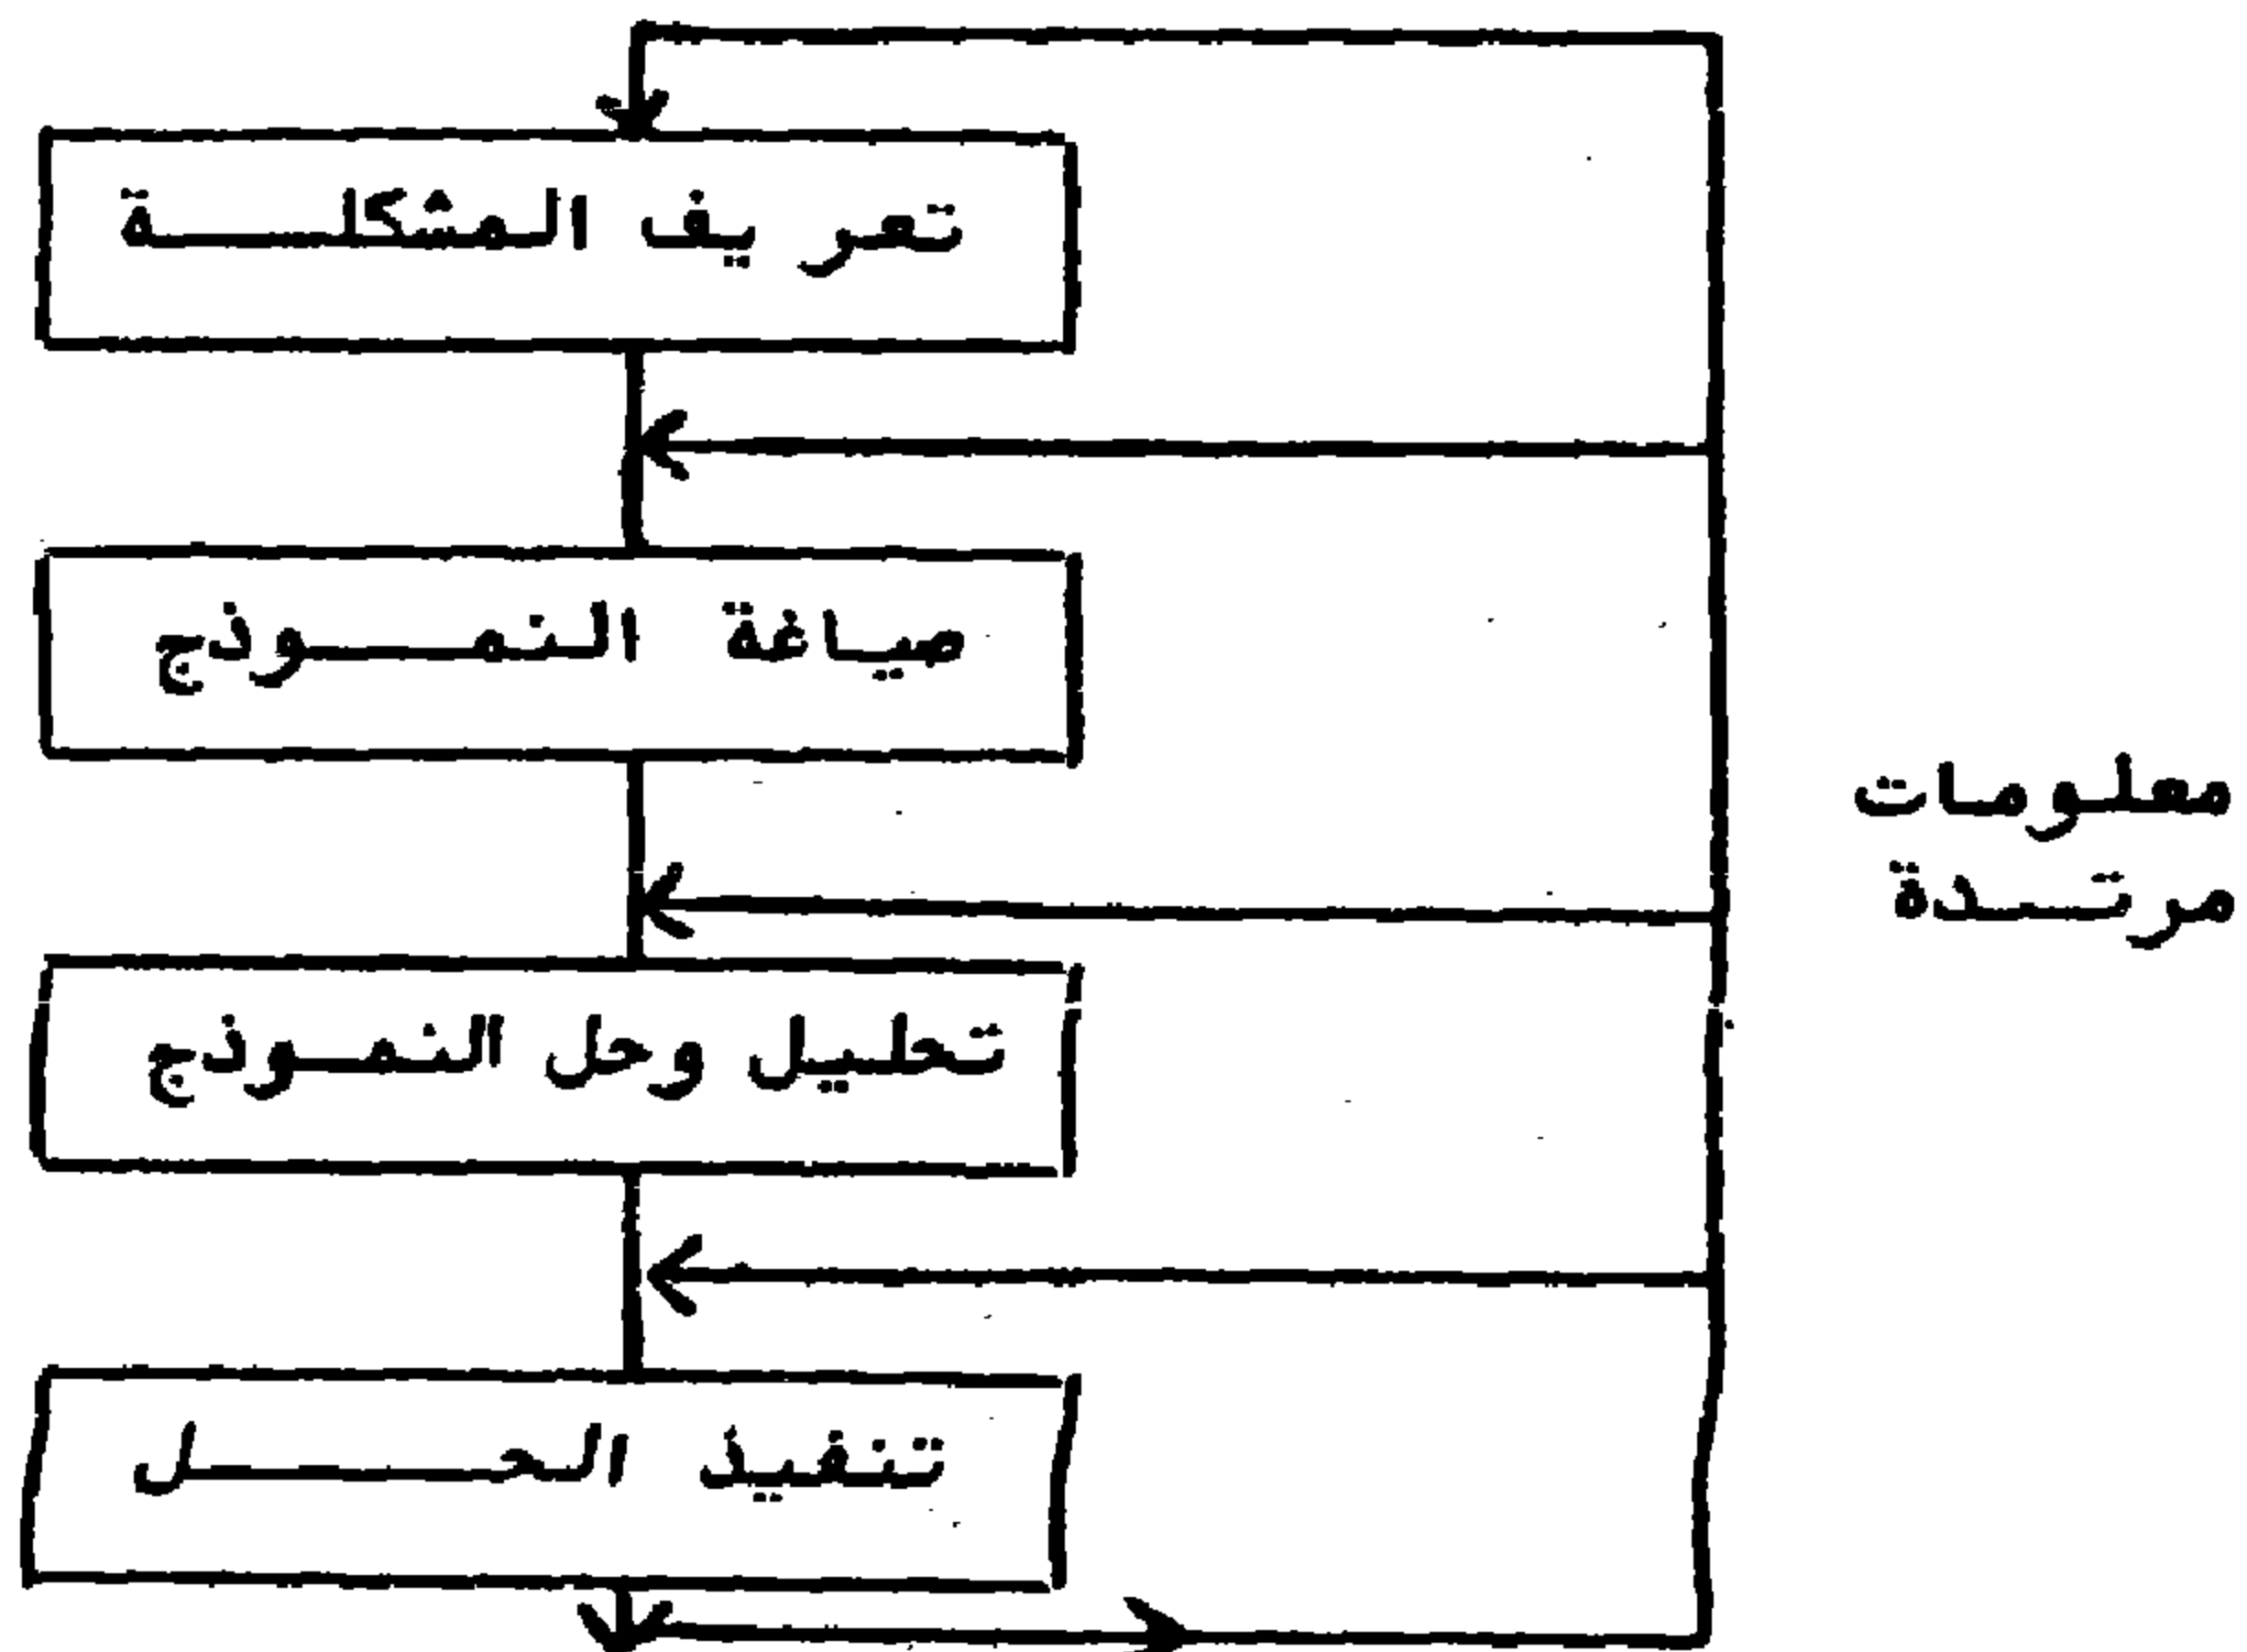 تعريف المشكلة
صياغة النموذج
معلومات
مرتدة
تحليل وحل النموذج
تنفيذ الحل